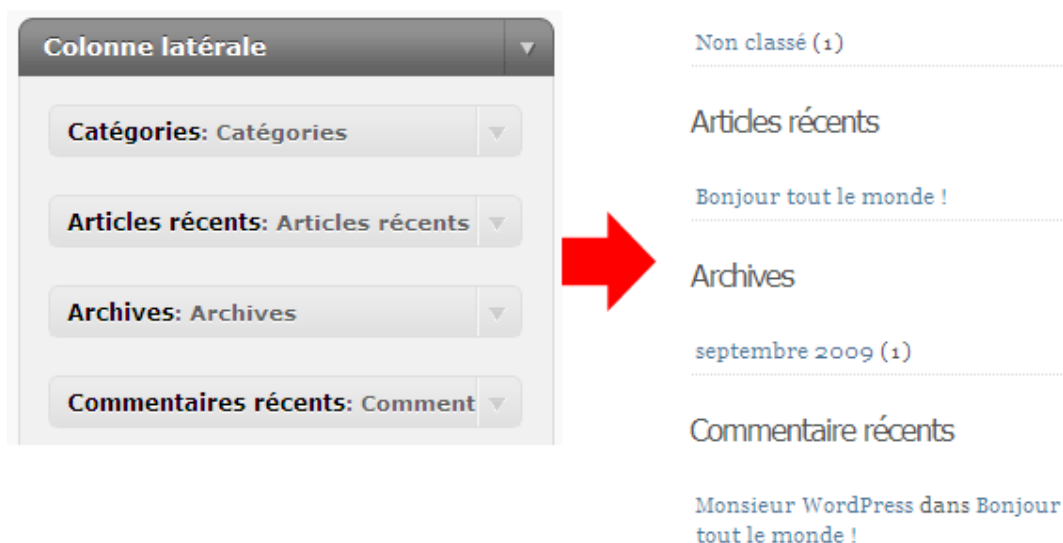 Colonne latérale
Catégories: Catégories
Articles récents: Articles récents
Archives: Archives
Commentaires récents: Comment
Non classé (1)
Articles récents
Bonjour tout le monde !
Archives
septembre 2009 (1)
Commentaire récents
Monsieur WordPress dans Bonjour
tout le monde !